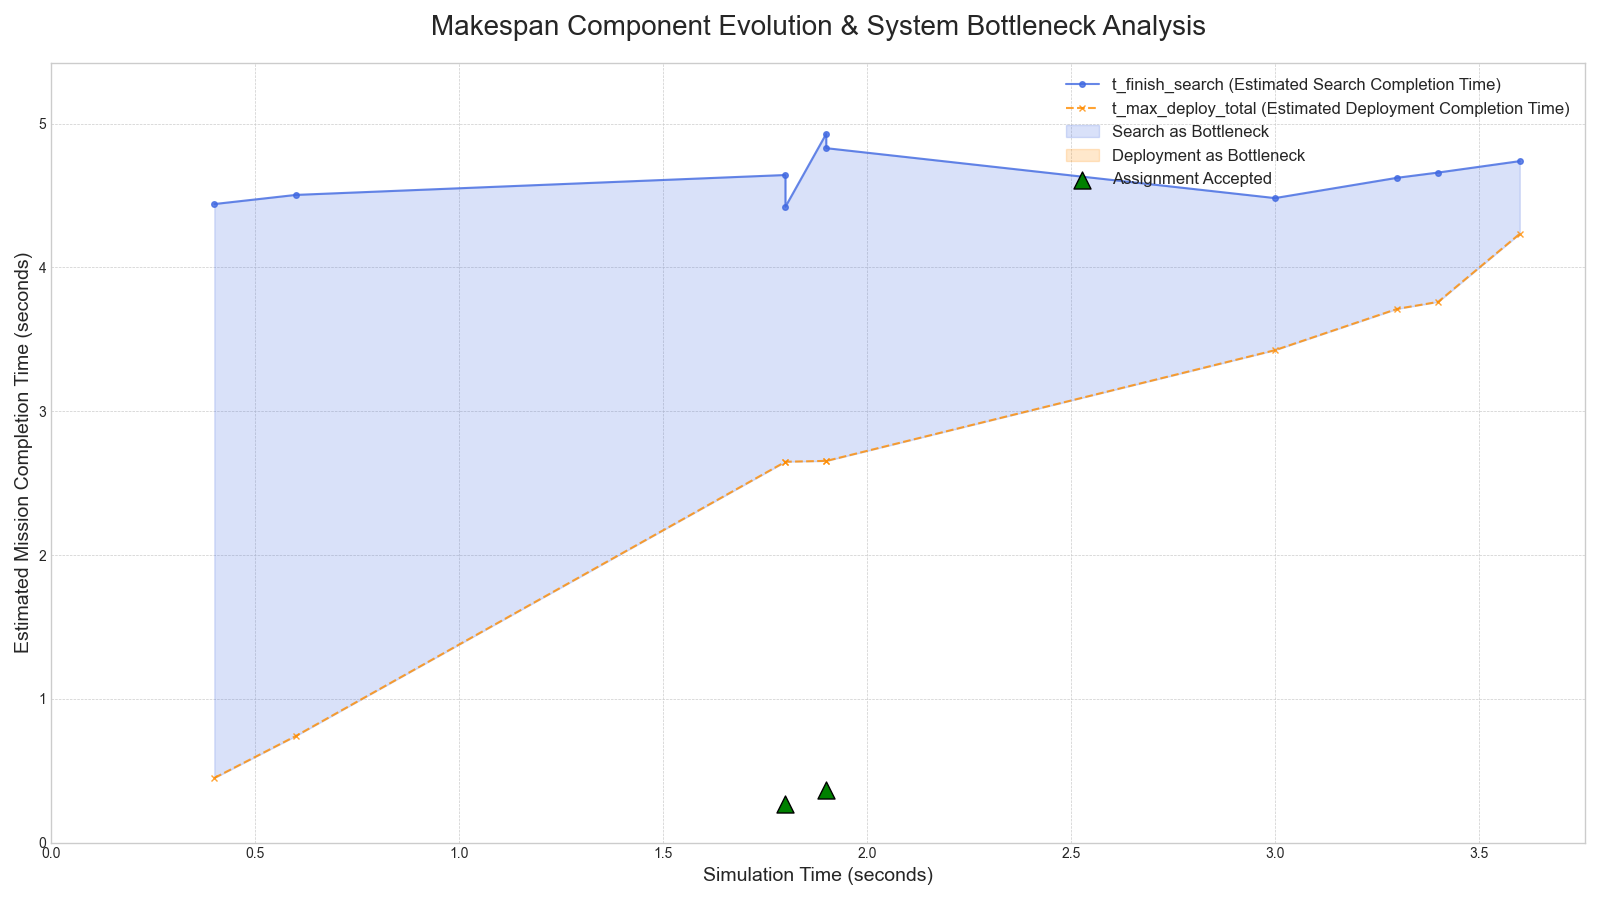 Makespan Component Evolution & System Bottleneck Analysis
t_finish_search (Estimated Search Completion Time)
t_max_deploy_total (Estimated Deployment Completion Time)
Search as Bottleneck
Deployment as Bottleneck
Assignment Accepted
Estimated Mission Completion Time (seconds)
5
4
3
2
1
0
0.0 0.5 1.0 1.5 2.0 2.5 3.0 3.5
Simulation Time (seconds)